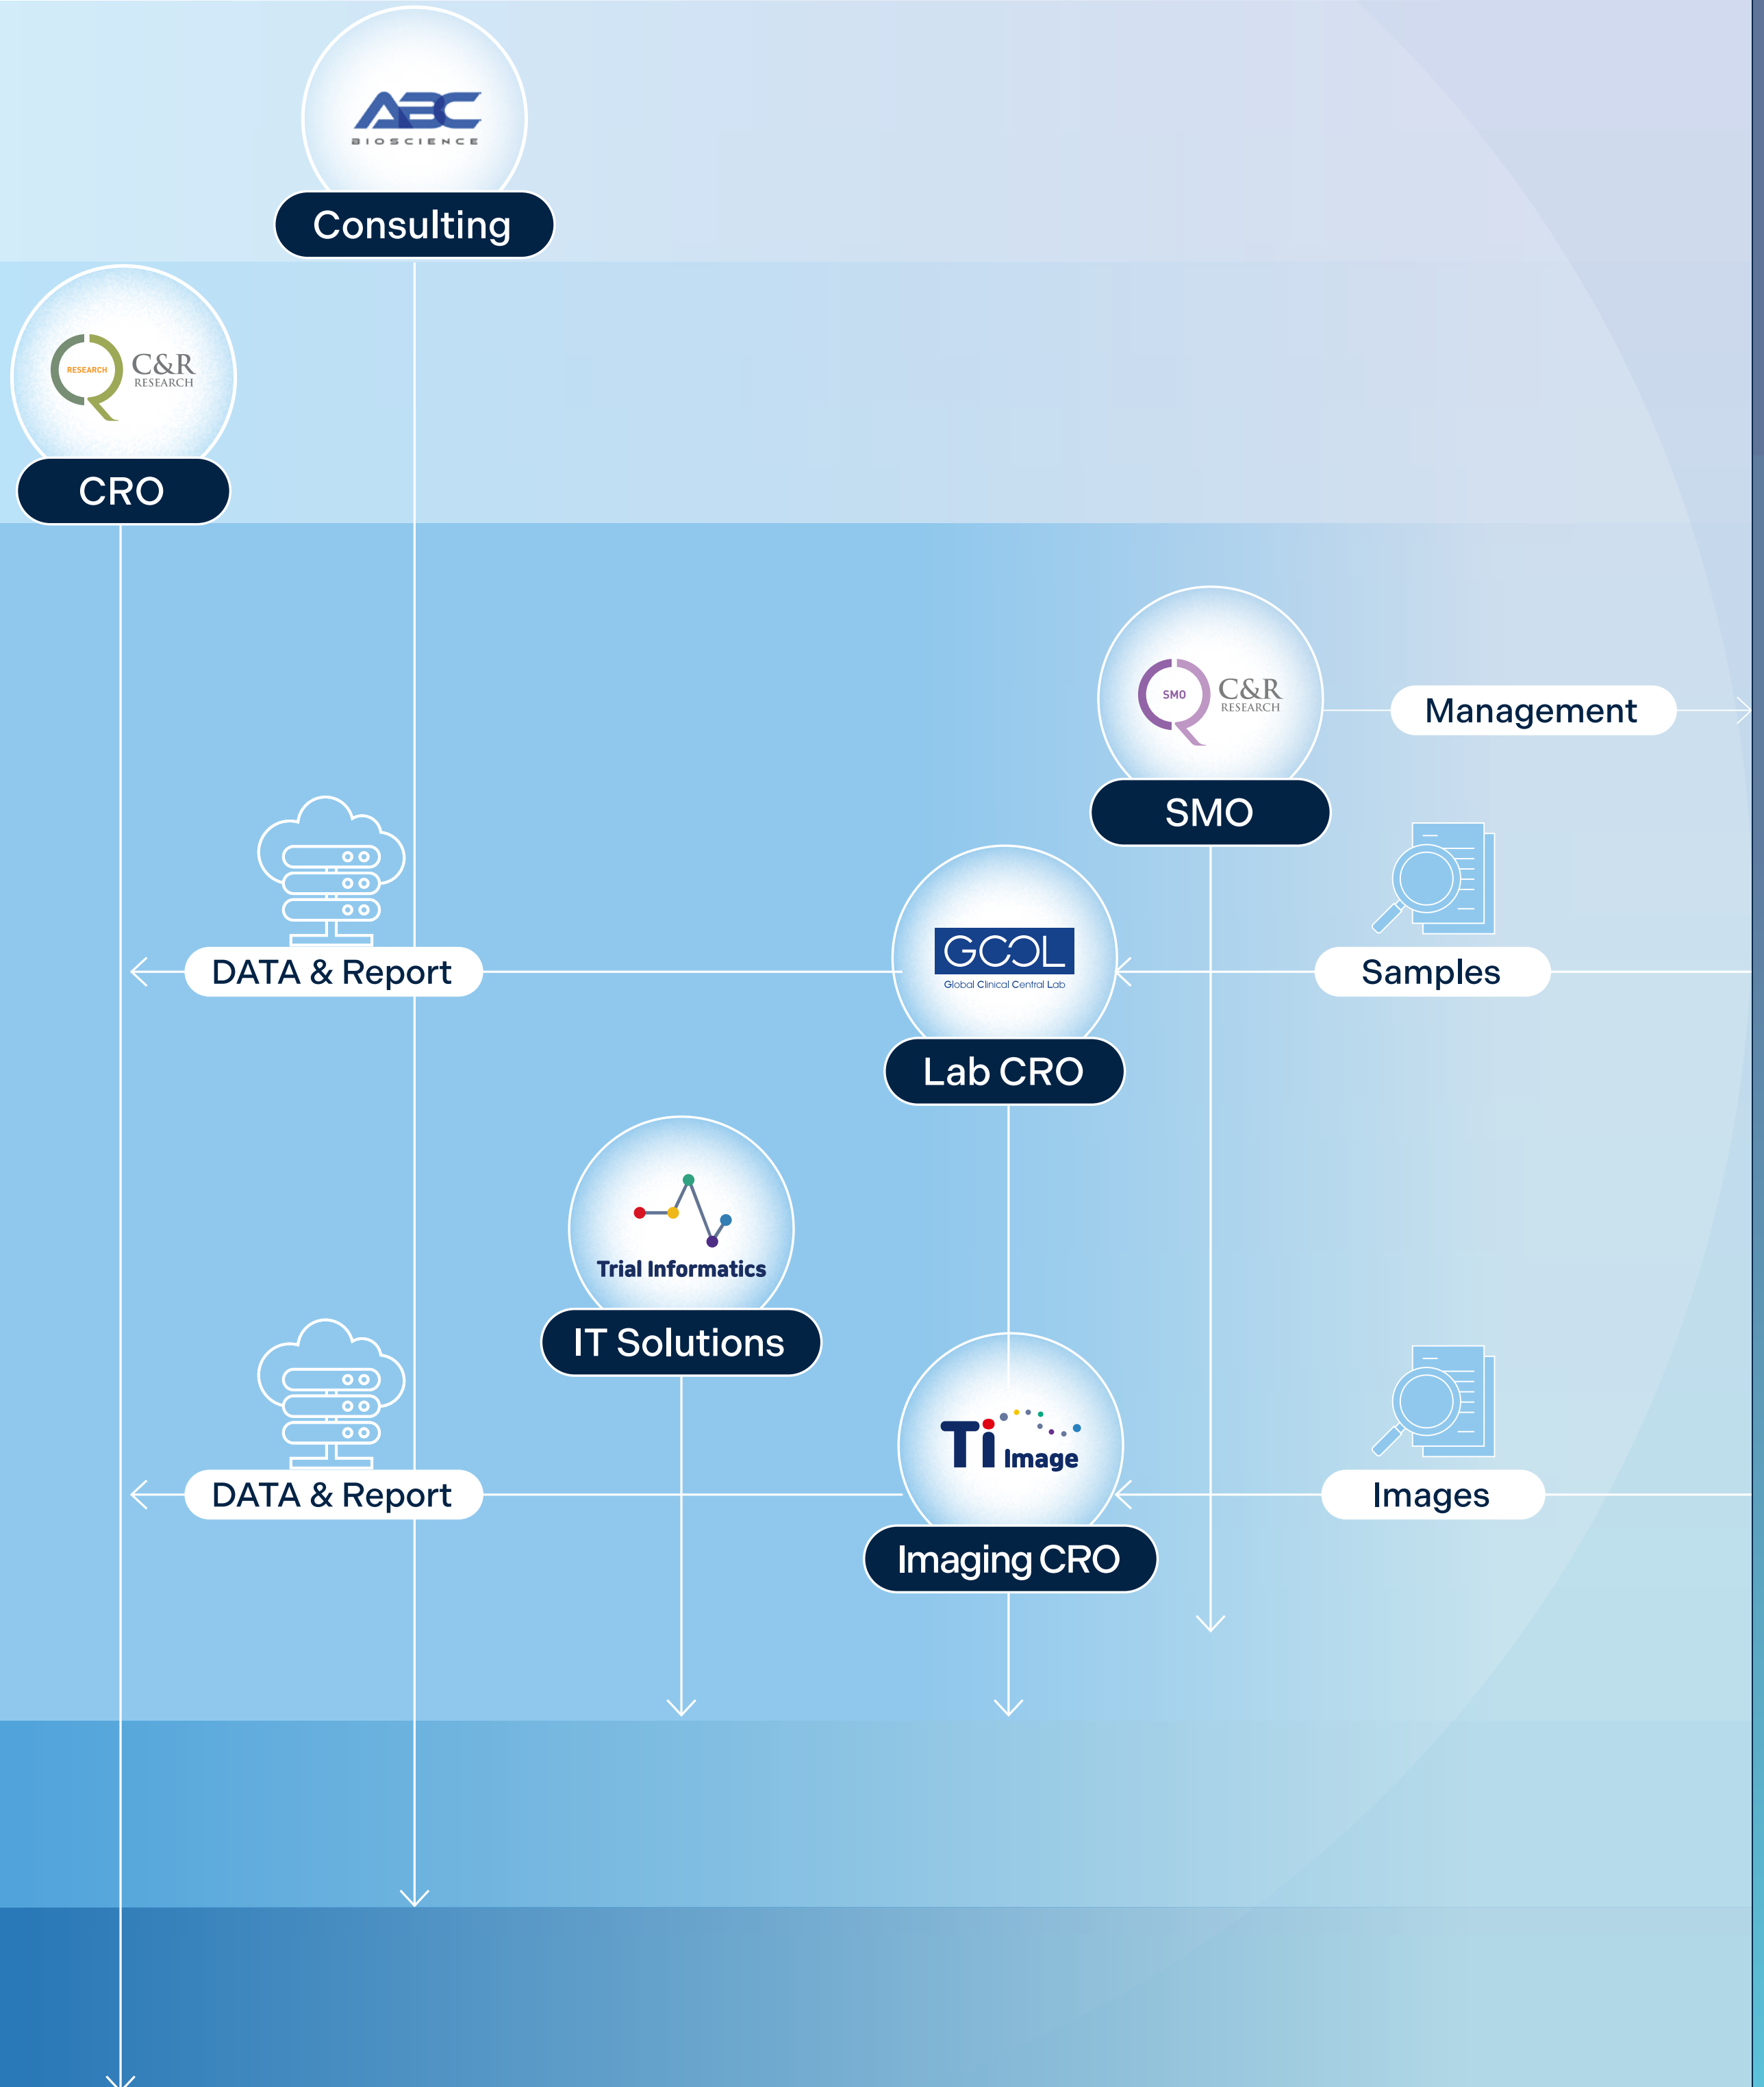 ABC
BIOSCIENCE
Consulting
RESEARCH
C&R
RESEARCH
CRO
SMO
C&R
RESEARCH
Management
SMO
DATA & Report
GCCL
Global Clinical Central Lab
Samples
Lab CRO
Trial Informatics
IT Solutions
Ti Image
DATA & Report
Images
Imaging CRO